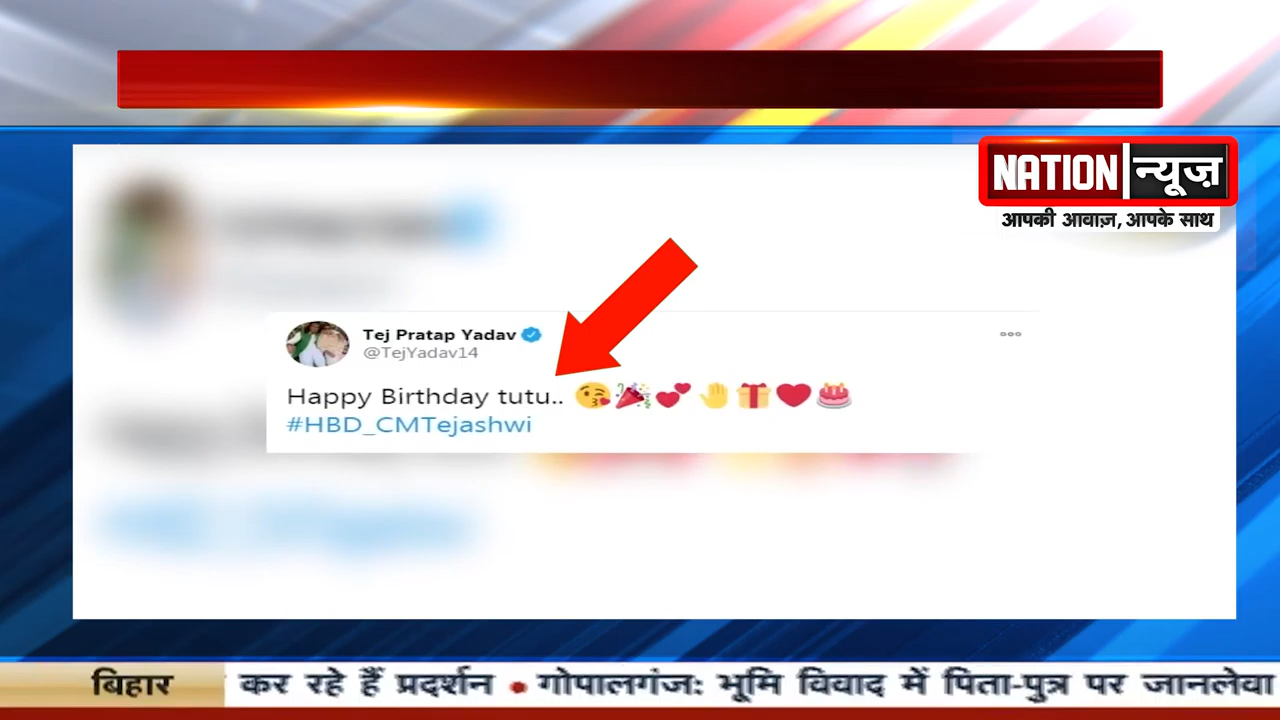 NATION न्यूज़
आपकी आवाज़, आपके साथ
Tej Pratap Yadav
@TejYadav14
Happy Birthday tutu.. 😘🎉💕🤚🎁❤️🎂
#HBD_CMTejashwi
बिहार
कर रहे हैं प्रदर्शन • गोपालगंज: भूमि विवाद में पिता-पुत्र पर जानलेवा